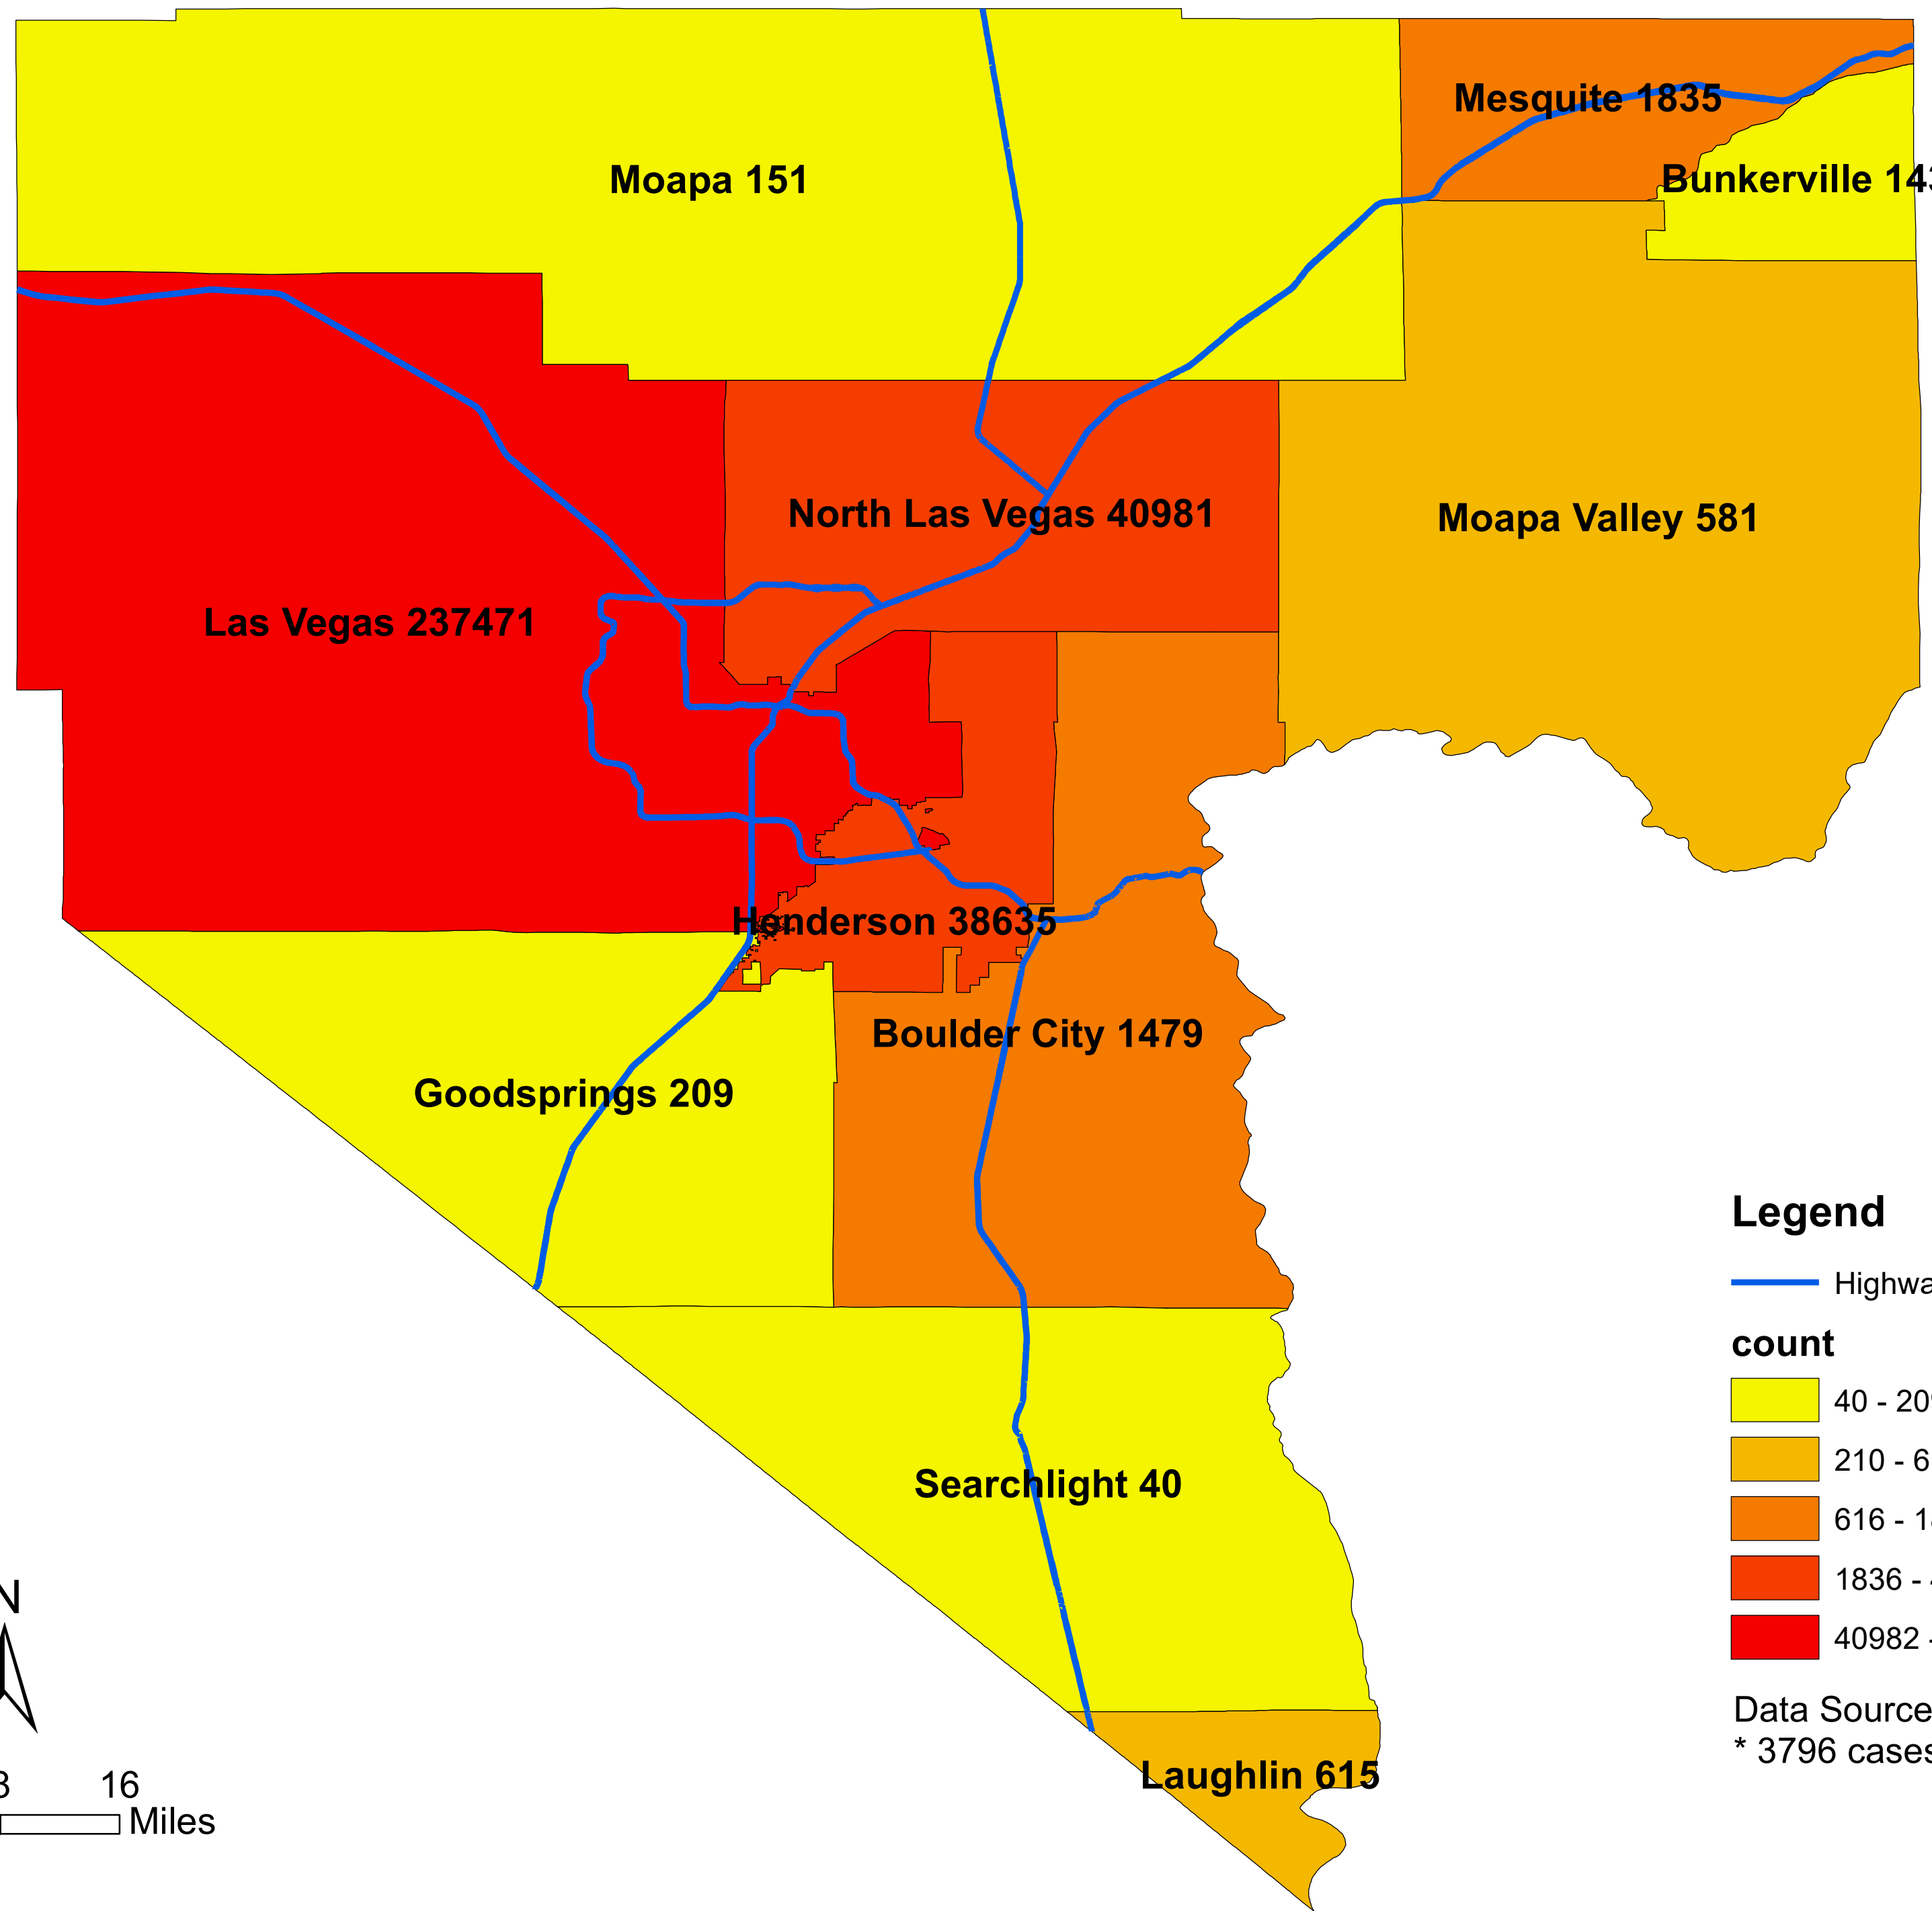 Mesquite 1835
Moapa 151
Bunkerville 143
North Las Vegas 40981
Moapa Valley 581
Las Vegas 237471
Henderson 38635
Boulder City 1479
Goodsprings 209
Legend
count
40 - 20
Searchlight 40
210 - 6
616 - 1
1836 -
N
40982 -
Data Source
* 3796 cases
Laughlin 615
16
Miles